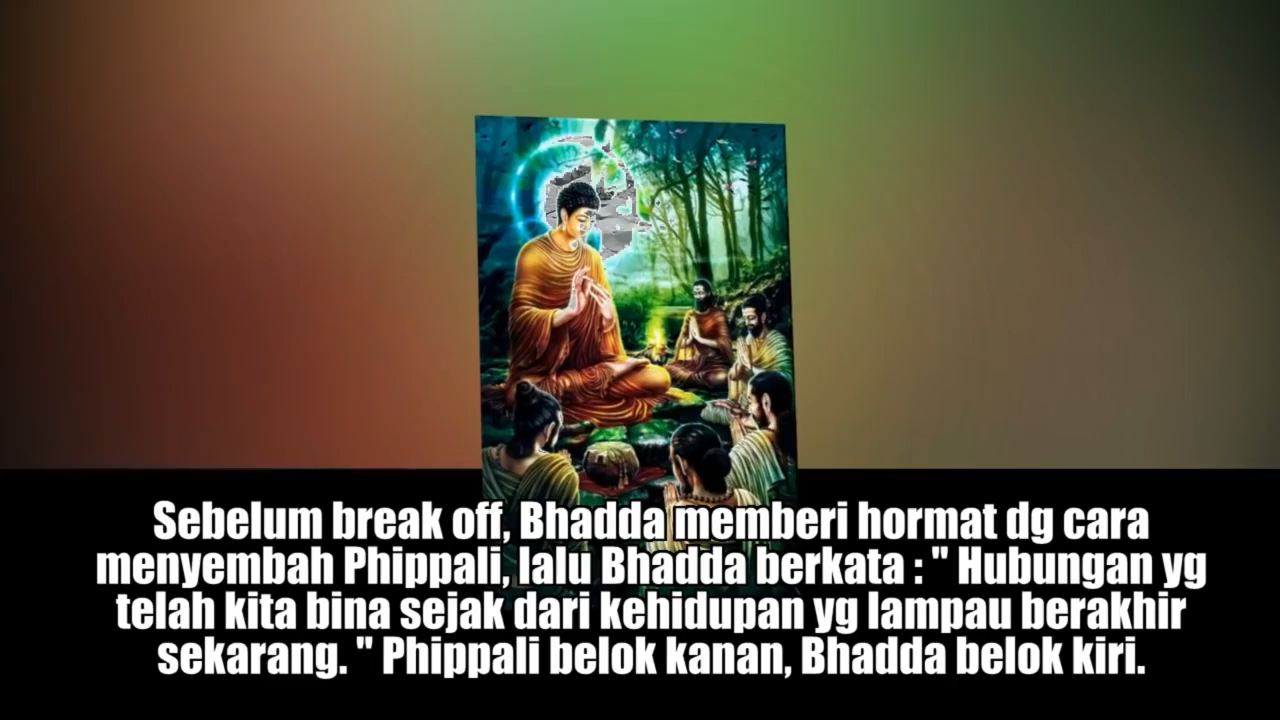 Sebelum break off, Bhadda memberi hormat dg cara
menyembah Phippali, lalu Bhadda berkata : " Hubungan yg
telah kita bina sejak dari kehidupan yg lampau berakhir
sekarang. " Phippali belok kanan, Bhadda belok kiri.